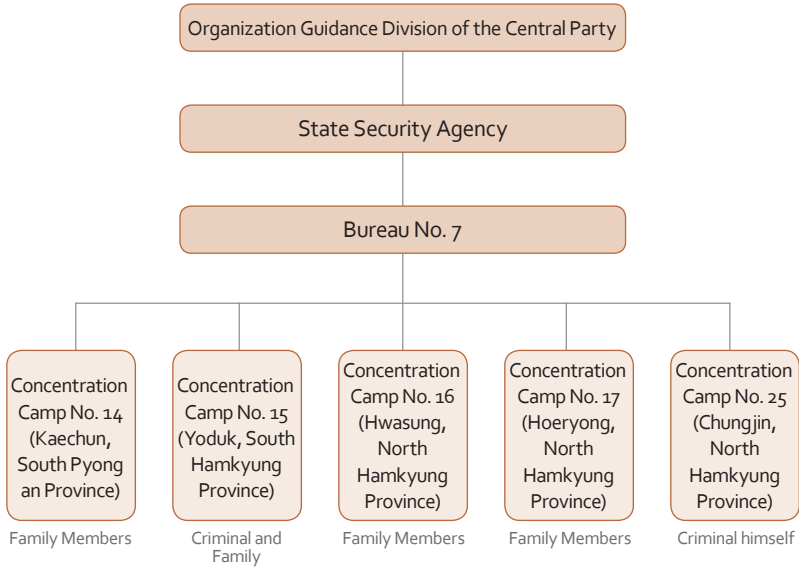 Organization Guidance Division of the Central Party
State Security Agency
Bureau No. 7
Concentration
Camp No. 14
(Kaechun,
South Pyong
an Province)
Concentration
Camp No. 15
(Yoduk, South
Hamkyung
Province)
Concentration
Camp No. 16
(Hwasung,
North
Hamkyung
Province)
Concentration
Camp No. 17
(Hoeryong,
North
Hamkyung
Province)
Concentration
Camp No. 25
(Chungjin,
North
Hamkyung
Province)
Family Members
Criminal and
Family
Family Members
Family Members
Criminal himself